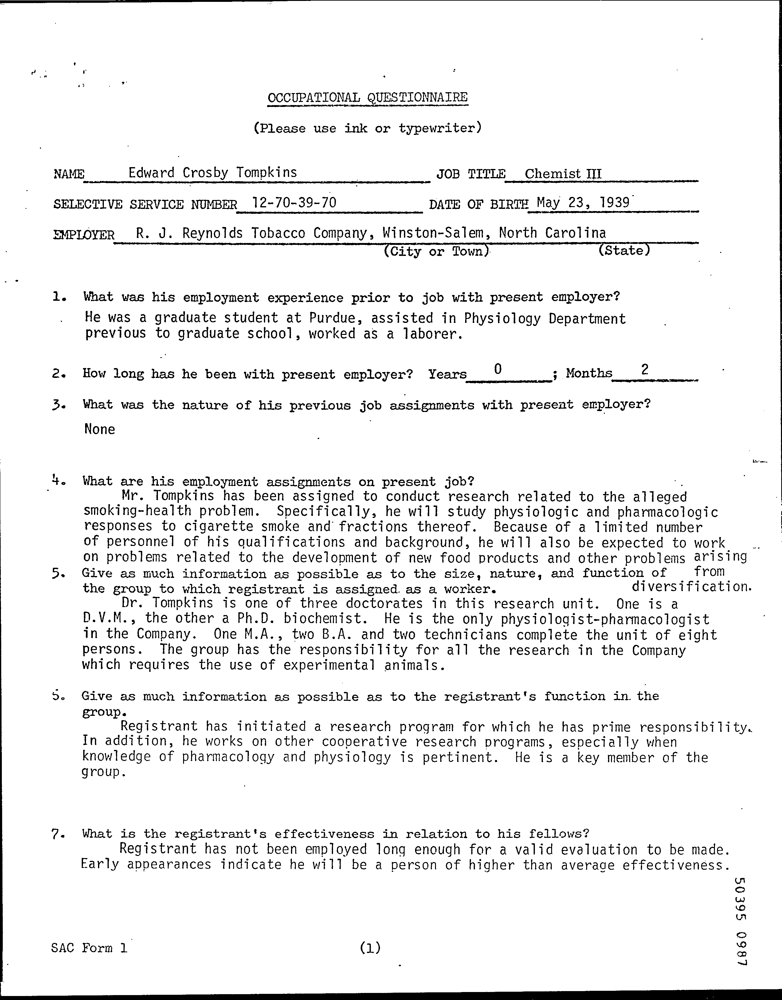 OCCUPATIONAL QUESTIONNAIRE
(Please use ink or typewriter)
NAME Edward Crosby Tompkins JOB TITLE Chemist III
SELECTIVE SERVICE NUMBER 12-70-39-70 DATE OF BIRTH May 23, 1939
EMPLOYER R. J. Reynolds Tobacco Company, Winston-Salem, North Carolina
(City or Town) (State)
1. What was his employment experience prior to job with present employer?
He was a graduate student at Purdue, assisted in Physiology Department
previous to graduate school, worked as a laborer.
2. How long has he been with present employer? Years 0 ; Months 2
3. What was the nature of his previous job assignments with present employer?
None
4. What are his employment assignments on present job?
Mr. Tompkins has been assigned to conduct research related to the alleged
smoking-health problem. Specifically, he will study physiologic and pharmacologic
responses to cigarette smoke and fractions thereof. Because of a limited number
of personnel of his qualifications and background, he will also be expected to work
on problems related to the development of new food products and other problems arising
from
diversification.
5. Give as much information as possible as to the size, nature, and function of
the group to which registrant is assigned as a worker.
Dr. Tompkins is one of three doctorates in this research unit. One is a
D.V.M., the other a Ph.D. biochemist. He is the only physiologist-pharmacologist
in the Company. One M.A., two B.A. and two technicians complete the unit of eight
persons. The group has the responsibility for all the research in the Company
which requires the use of experimental animals.
6. Give as much information as possible as to the registrant's function in the
group.
Registrant has initiated a research program for which he has prime responsibility.
In addition, he works on other cooperative research programs, especially when
knowledge of pharmacology and physiology is pertinent. He is a key member of the
group.
7. What is the registrant's effectiveness in relation to his fellows?
Registrant has not been employed long enough for a valid evaluation to be made.
Early appearances indicate he will be a person of higher than average effectiveness.
SAC Form 1 (1)
50395 0987